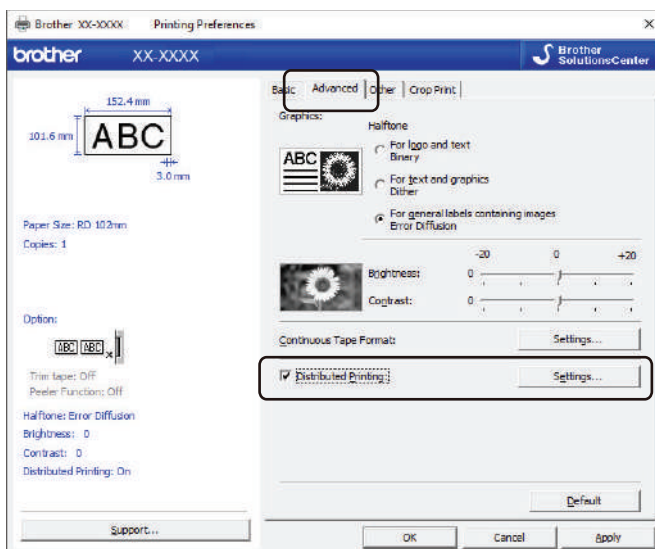 Brother XX-XXXX Printing Preferences
brother XX-XXXX
Brother
SolutionsCenter
152.4 mm
101.6 mm
ABC
3.0 mm
Paper Size: RD 102mm
Copies: 1
Option:
ABC ABC
Trim tape: Off
Peeler Function: Off
Halftone: Error Diffusion
Brightness: 0
Contrast: 0
Distributed Printing: On
Support...
Basic Advanced Other Crop Print
Graphics:
ABC
Halftone
For logo and text
Binary
For text and graphics
Dither
For general labels containing images
Error Diffusion
-20 0 +20
Brightness: 0
Contrast: 0
Continuous Tape Format: Settings...
Distributed Printing: Settings...
Default
OK Cancel Apply